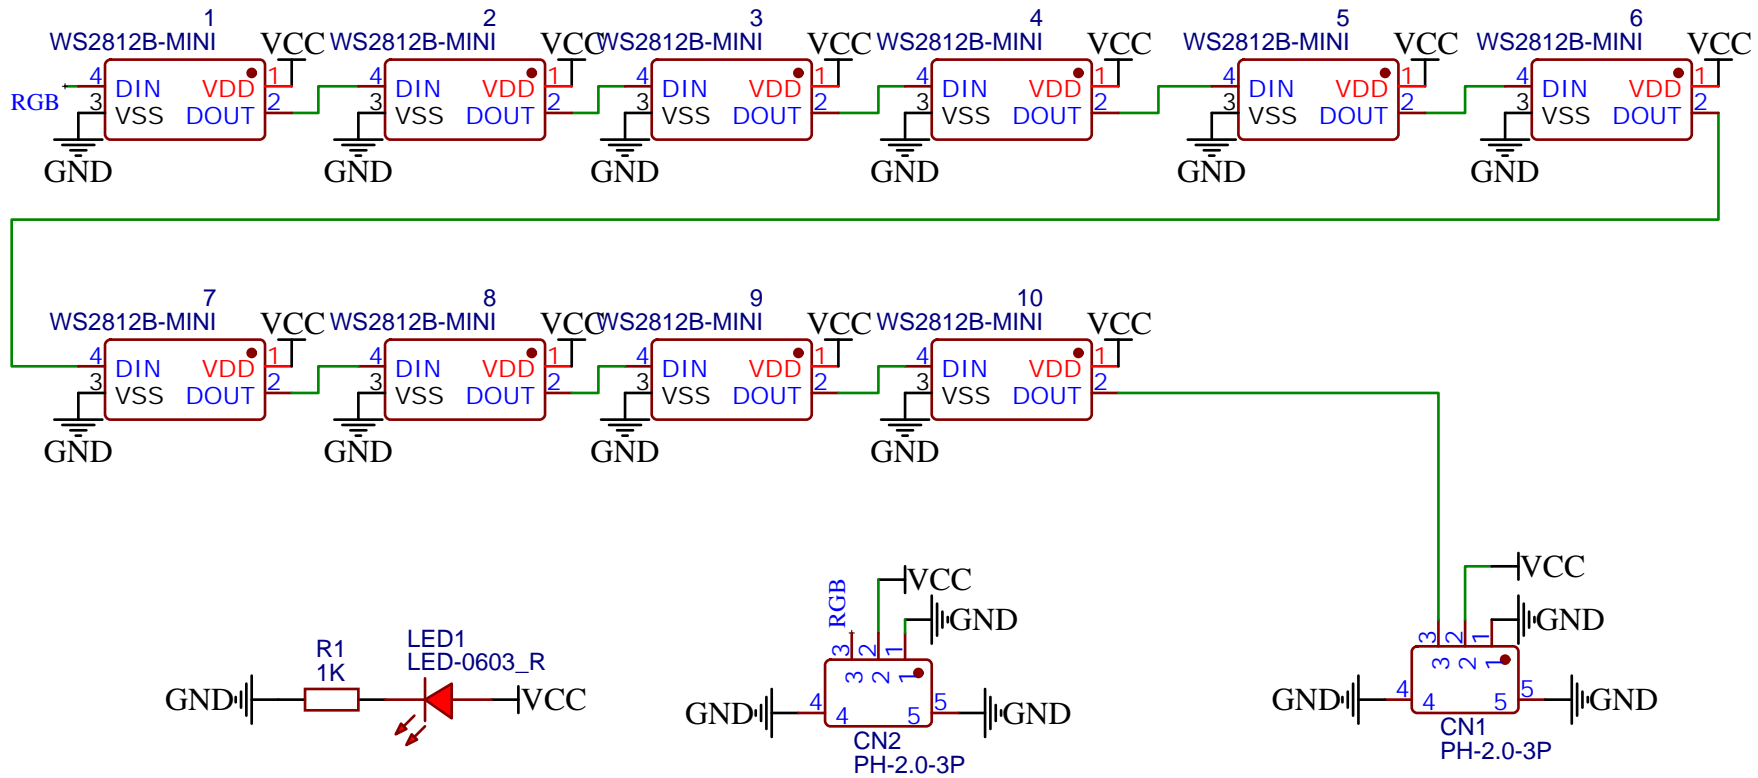 1 2 3 4 5 6
WS2812B-MINI VCC WS2812B-MINI VCC WS2812B-MINI VCC WS2812B-MINI VCC WS2812B-MINI VCC WS2812B-MINI VCC
4 DIN VDD 1 4 DIN VDD 1 4 DIN VDD 1 4 DIN VDD 1 4 DIN VDD 1 4 DIN VDD 1
RGB 3 VSS DOUT 2 3 VSS DOUT 2 3 VSS DOUT 2 3 VSS DOUT 2 3 VSS DOUT 2 3 VSS DOUT 2
GND GND GND GND GND GND
7 8 9 10
WS2812B-MINI VCC WS2812B-MINI VCC WS2812B-MINI VCC WS2812B-MINI VCC
4 DIN VDD 1 4 DIN VDD 1 4 DIN VDD 1 4 DIN VDD 1
3 VSS DOUT 2 3 VSS DOUT 2 3 VSS DOUT 2 3 VSS DOUT 2
GND GND GND GND
R1
1K
LED1
LED-0603_R
GND VCC
RGB VCC
GND
3 2 1
3 2 1
GND 4 4 5 5 GND
CN2
PH-2.0-3P
VCC
GND
3 2 1
3 2 1
GND 4 4 5 5 GND
CN1
PH-2.0-3P